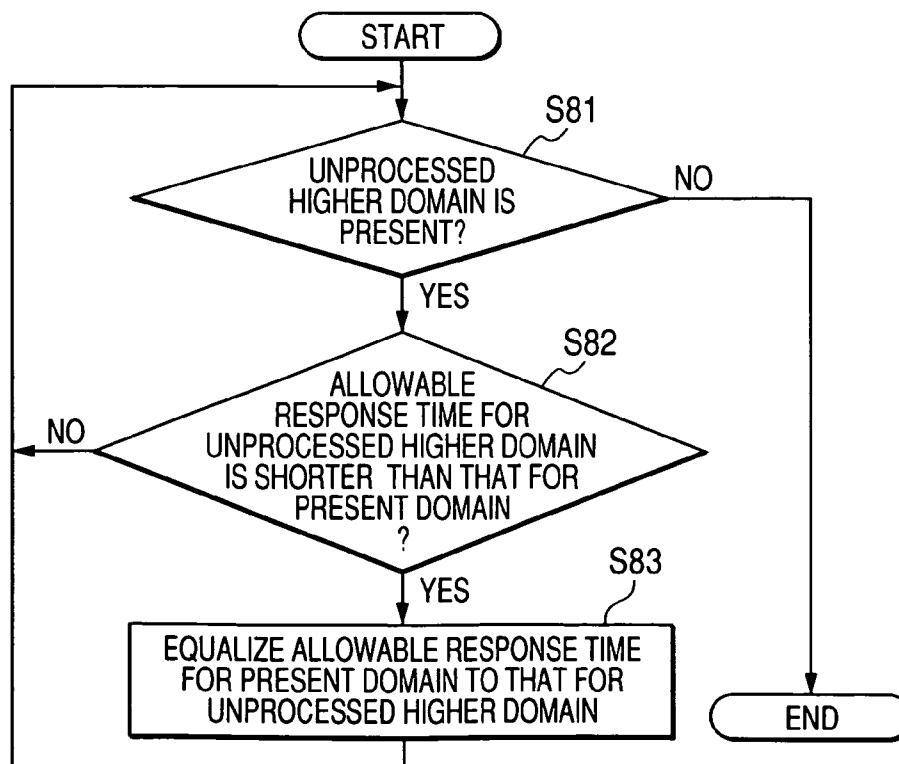 START
S81
UNPROCESSED
HIGHER DOMAIN IS
PRESENT?
NO
YES
S82
ALLOWABLE
RESPONSE TIME FOR
UNPROCESSED HIGHER DOMAIN
IS SHORTER THAN THAT FOR
PRESENT DOMAIN
?
NO
YES
S83
EQUALIZE ALLOWABLE RESPONSE TIME
FOR PRESENT DOMAIN TO THAT FOR
UNPROCESSED HIGHER DOMAIN
END